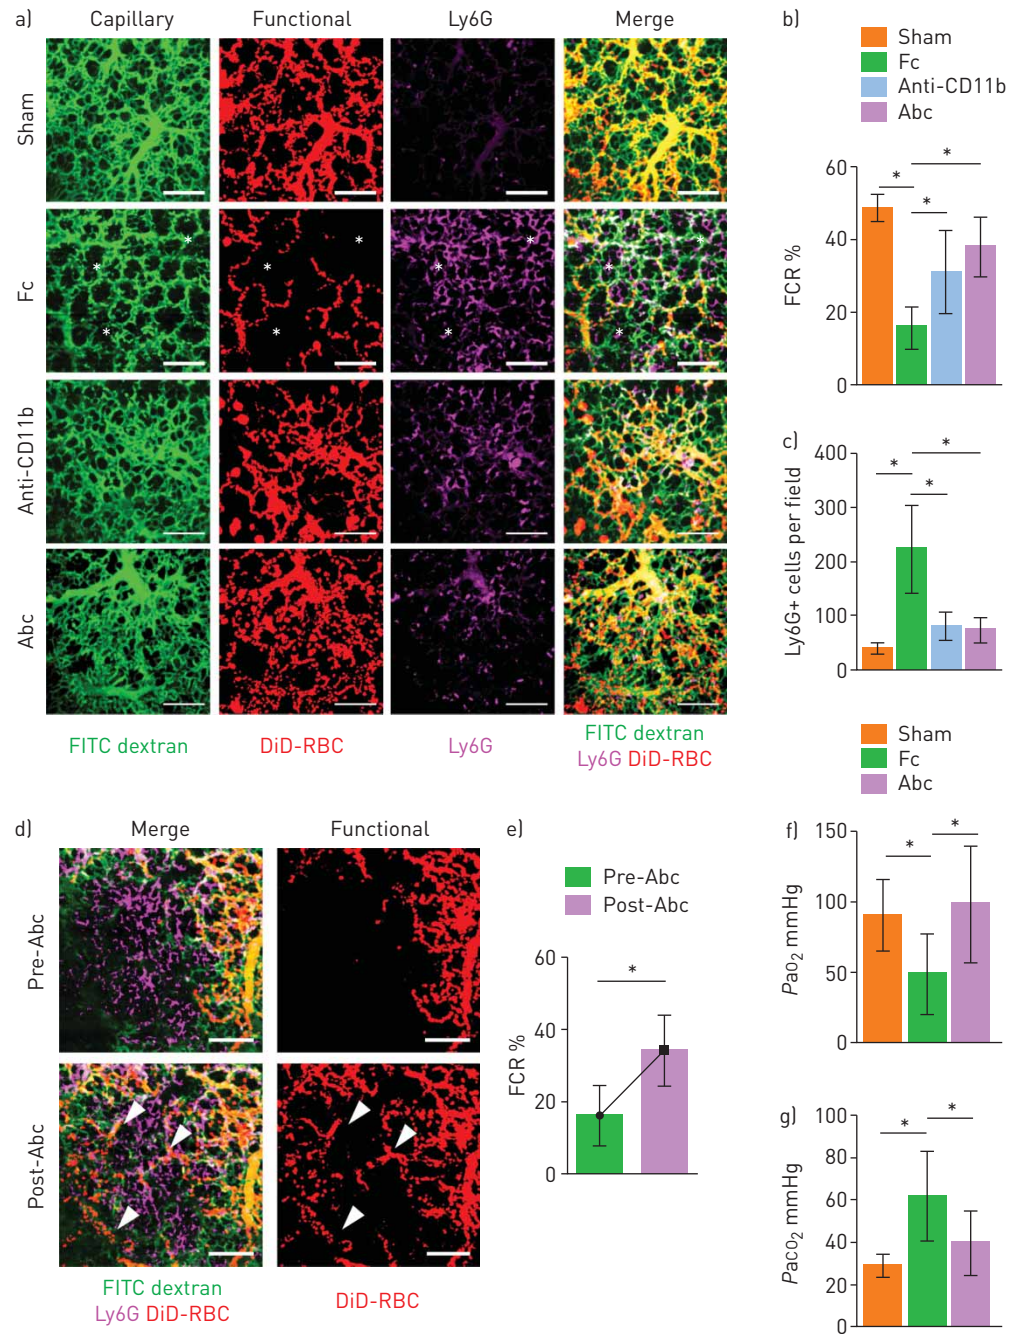 a)
Capillary Functional Ly6G Merge
Sham
* * *
Fc
* * *
* * *
* * *
Anti-CD11b
Abc
FITC dextran DiD-RBC Ly6G FITC dextran
Ly6G DiD-RBC
b)
Sham
Fc
Anti-CD11b
Abc
60
40
20
0
FCR %
* * * *
c)
400
300
200
100
0
Ly6G+ cells per field
* * *
Sham
Fc
Abc
d)
Merge Functional
Pre-Abc
Post-Abc
FITC dextran
Ly6G DiD-RBC
DiD-RBC
e)
Pre-Abc
Post-Abc
60
40
20
0
FCR %
*
f)
150
100
50
0
PaO2 mmHg
* *
g)
100
80
60
40
20
0
PaCO2 mmHg
* *